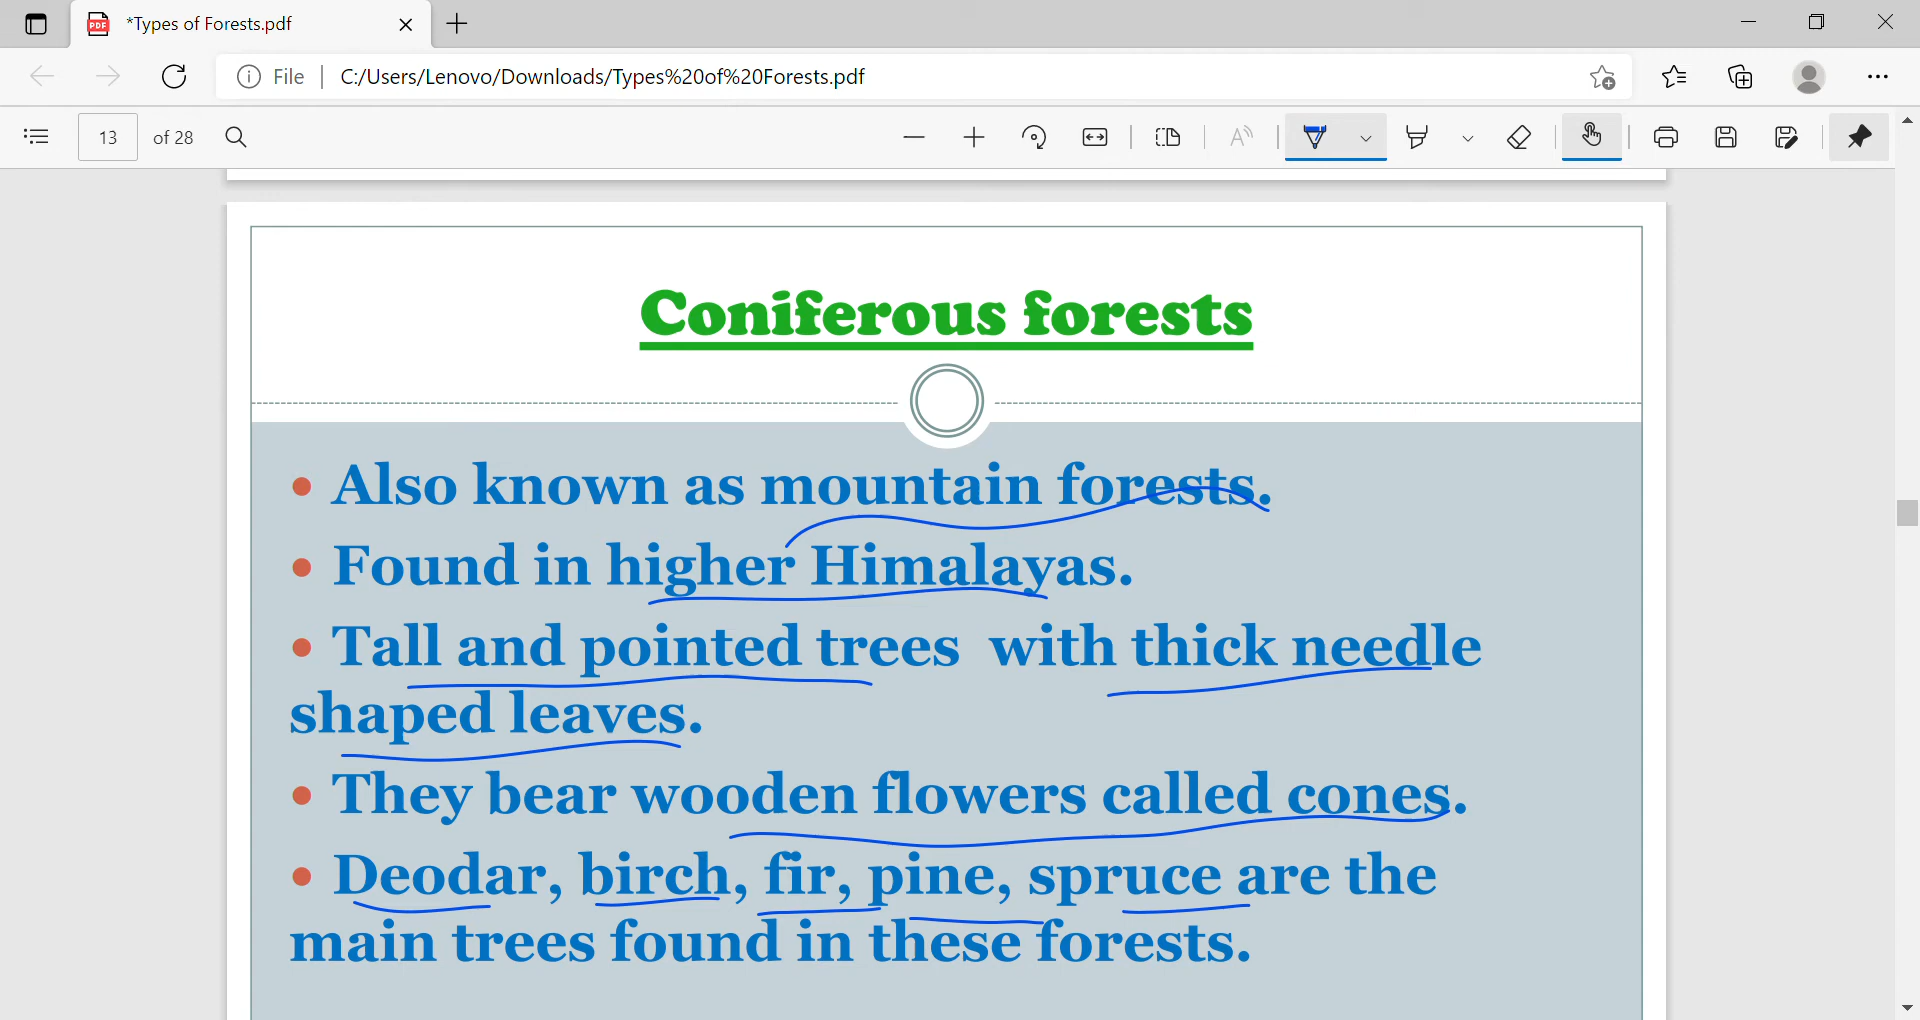 *Types of Forests.pdf
File C:/Users/Lenovo/Downloads/Types%20of%20Forests.pdf
13 of 28
Coniferous forests
• Also known as mountain forests.
• Found in higher Himalayas.
• Tall and pointed trees with thick needle
shaped leaves.
• They bear wooden flowers called cones.
• Deodar, birch, fir, pine, spruce are the
main trees found in these forests.